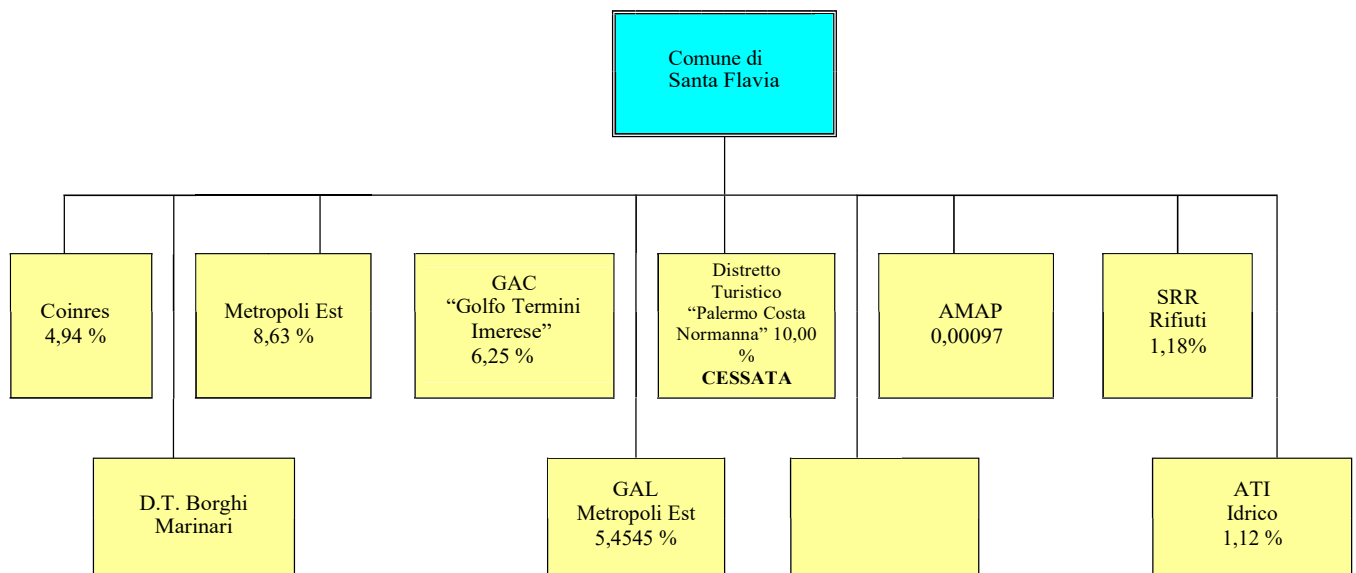 Comune di
Santa Flavia
Coinres
4,94 %
Metropoli Est
8,63 %
GAC
“Golfo Termini
Imerese”
6,25 %
Distretto
Turistico
“Palermo Costa
Normanna” 10,00
%
CESSATA
AMAP
0,00097
SRR
Rifiuti
1,18%
D.T. Borghi
Marinari
GAL
Metropoli Est
5,4545 %
ATI
Idrico
1,12 %